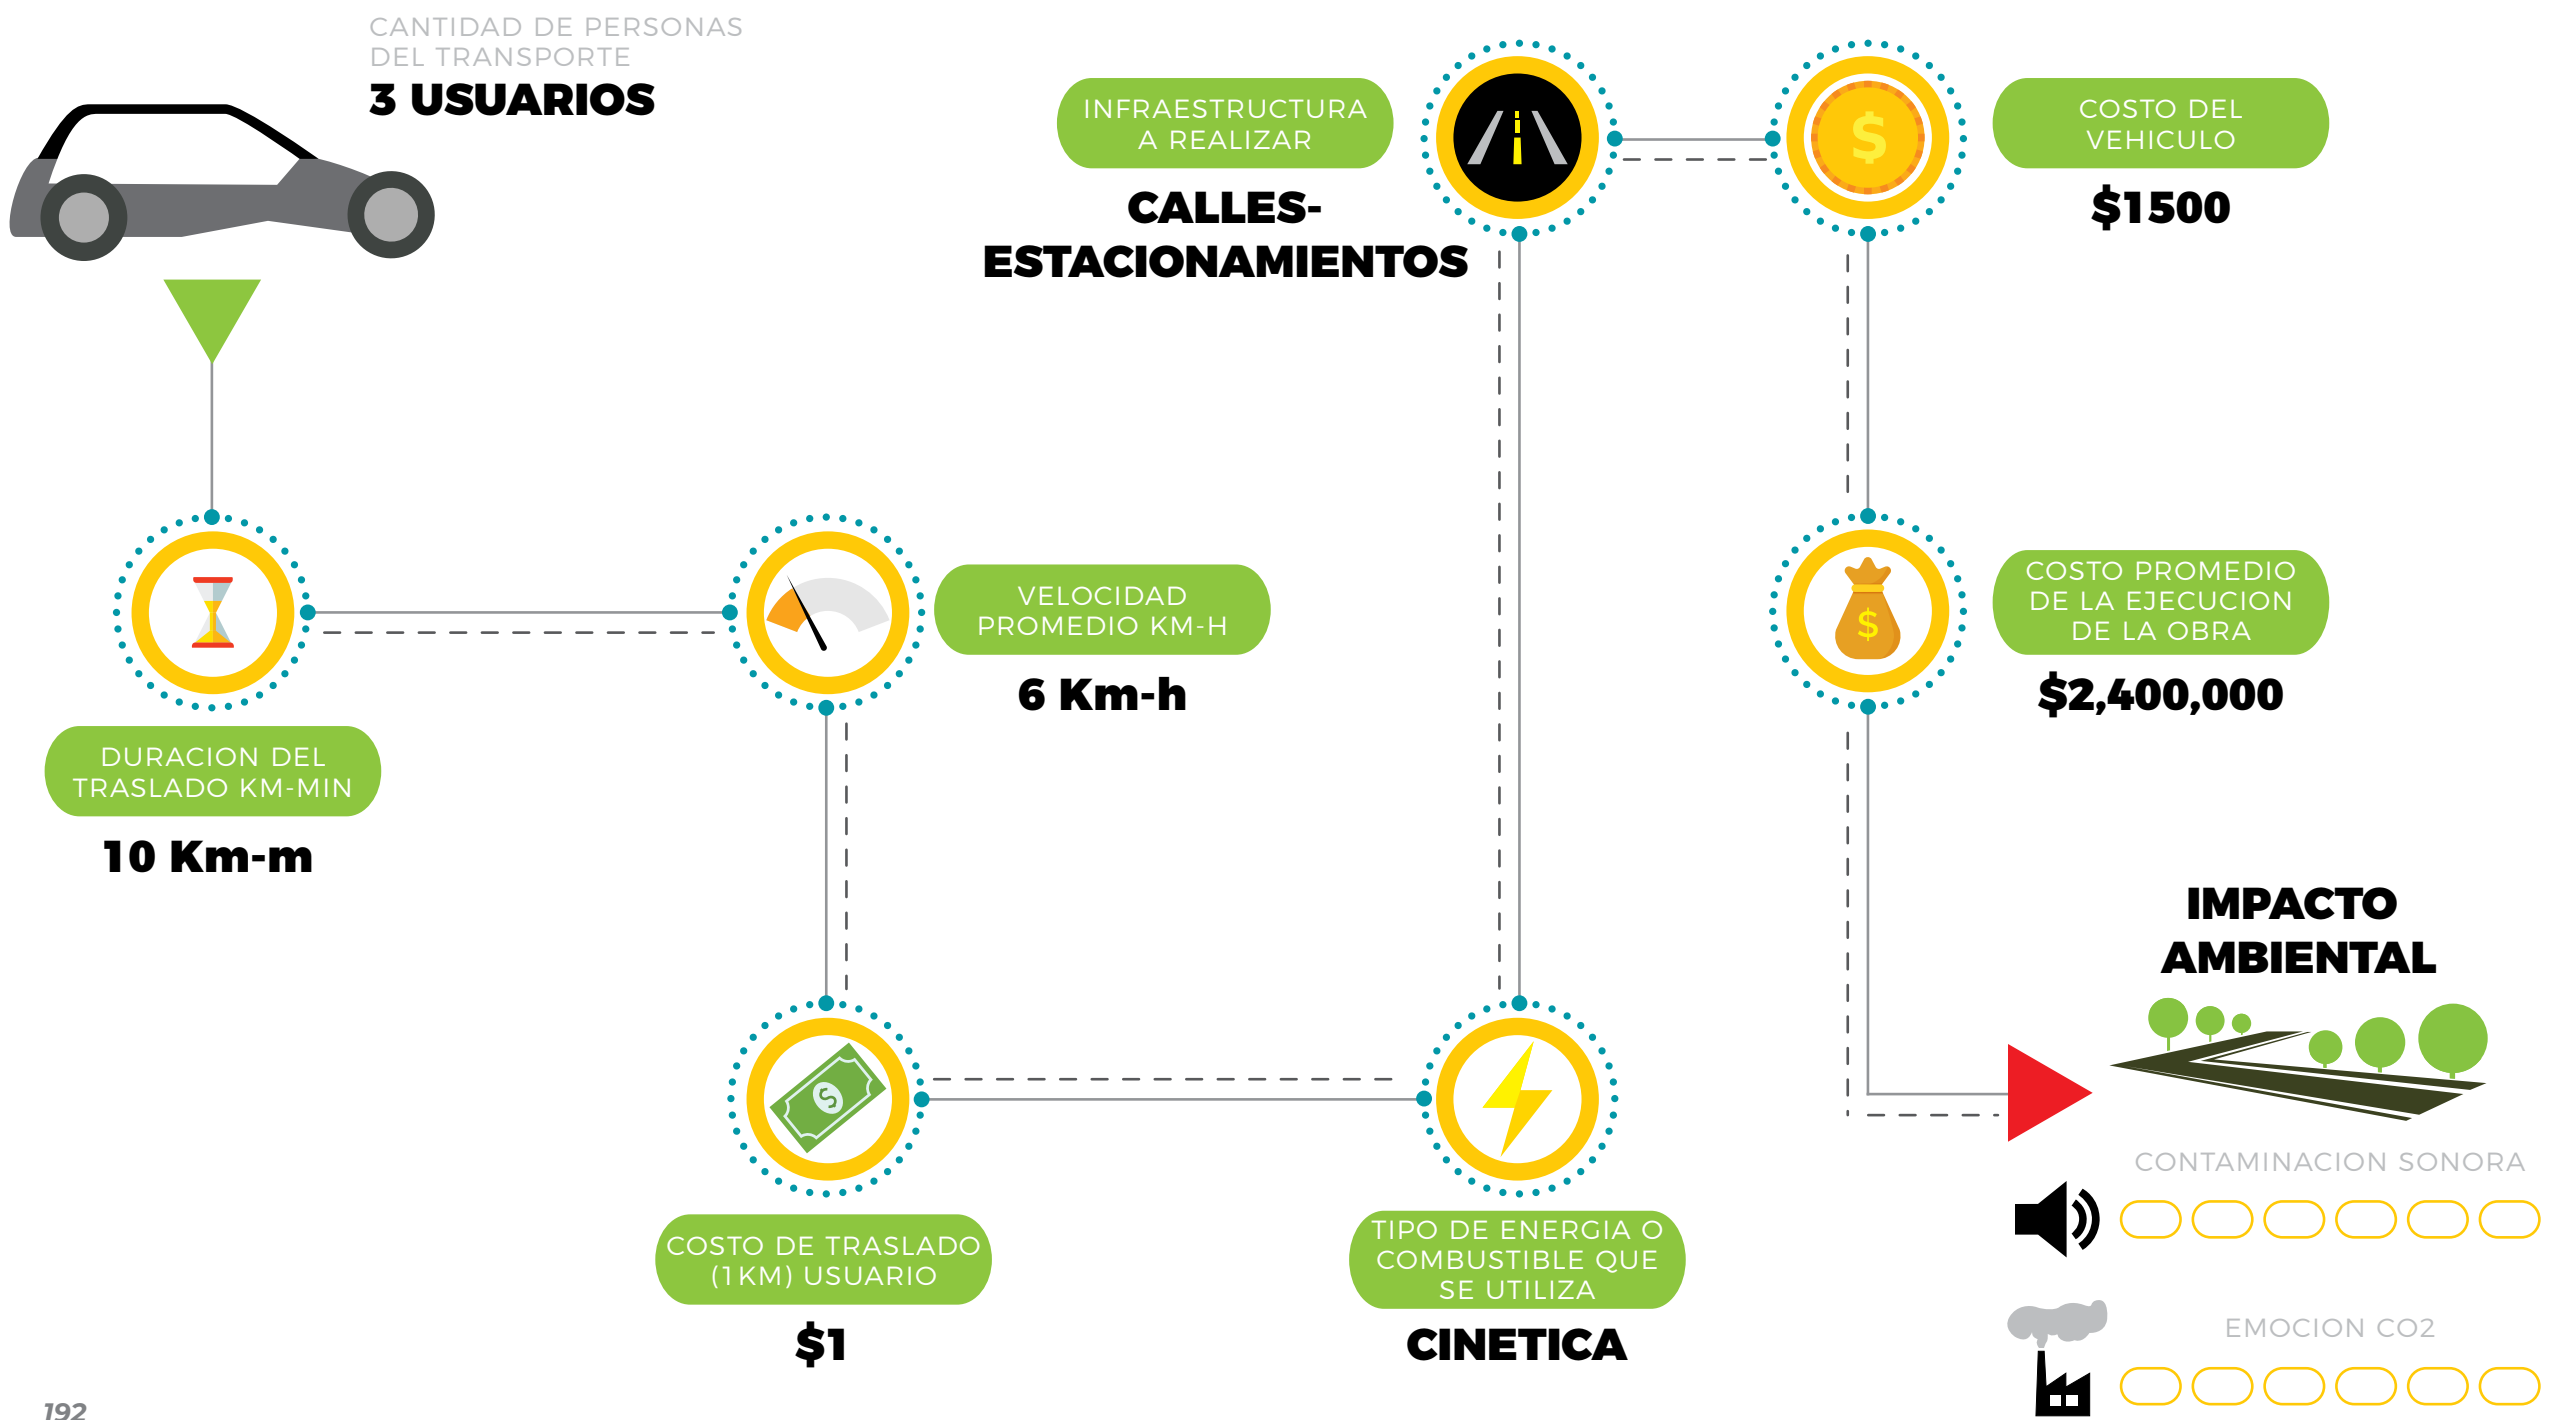 CANTIDAD DE PERSONAS
DEL TRANSPORTE
3 USUARIOS
DURACION DEL
TRASLADO KM-MIN
10 Km-m
VELOCIDAD
PROMEDIO KM-H
6 Km-h
COSTO DE TRASLADO
(1KM) USUARIO
$1
TIPO DE ENERGIA O
COMBUSTIBLE QUE
SE UTILIZA
CINETICA
INFRAESTRUCTURA
A REALIZAR
CALLES-
ESTACIONAMIENTOS
$
COSTO DEL
VEHICULO
$1500
$
COSTO PROMEDIO
DE LA EJECUCION
DE LA OBRA
$2,400,000
IMPACTO
AMBIENTAL
CONTAMINACION SONORA
EMOCION CO2
192